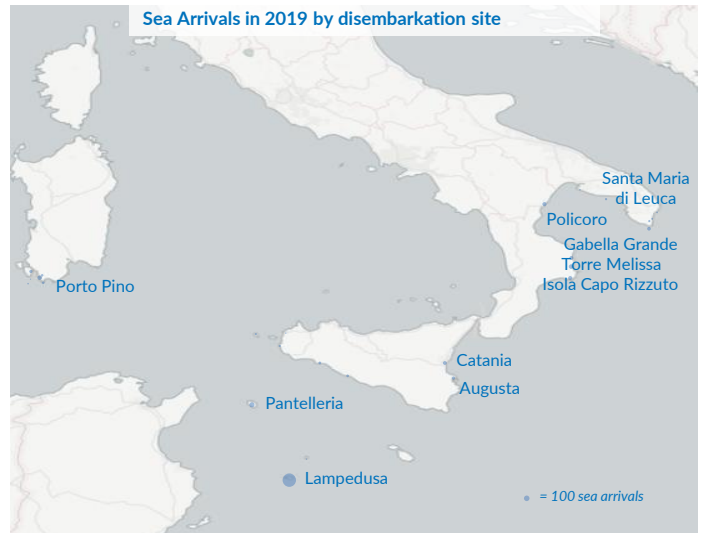 Sea Arrivals in 2019 by disembarkation site
Santa Maria
di Leuca
Policoro
Gabella Grande
Torre Melissa
Isola Capo Rizzuto
Porto Pino
Catania
Augusta
Pantelleria
Lampedusa
= 100 sea arrivals